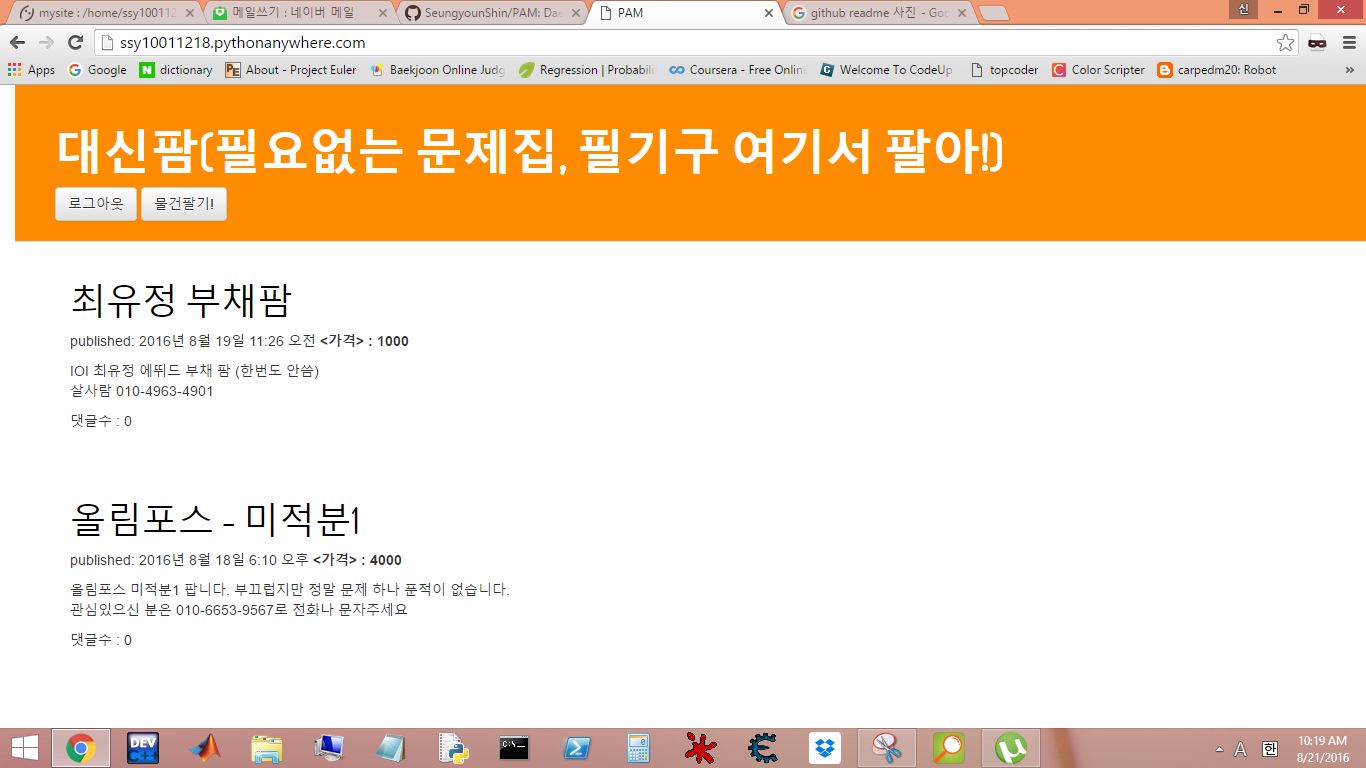 mysite : /home/ssy100112
메일쓰기 : 네이버 메일
SeungyounShin/PAM: Dae
PAM
github readme 사진 - Goo
신
ssy10011218.pythonanywhere.com
Apps
Google
dictionary
About - Project Euler
Baekjoon Online Judg
Regression | Probabili
Coursera - Free Onlin
Welcome To CodeUp
topcoder
Color Scripter
carpedm20: Robot
»
대신팜(필요없는 문제집, 필기구 여기서 팔아!)
로그아웃 물건팔기!
최유정 부채팜
published: 2016년 8월 19일 11:26 오전 <가격> : 1000
IOI 최유정 에뛰드 부채 팜 (한번도 안씀)
살사람 010-4963-4901
댓글수 : 0
올림포스 - 미적분1
published: 2016년 8월 18일 6:10 오후 <가격> : 4000
올림포스 미적분1 팝니다. 부끄럽지만 정말 문제 하나 푼적이 없습니다.
관심있으신 분은 010-6653-9567로 전화나 문자주세요
댓글수 : 0
DEV C++
A 한
10:19 AM
8/21/2016